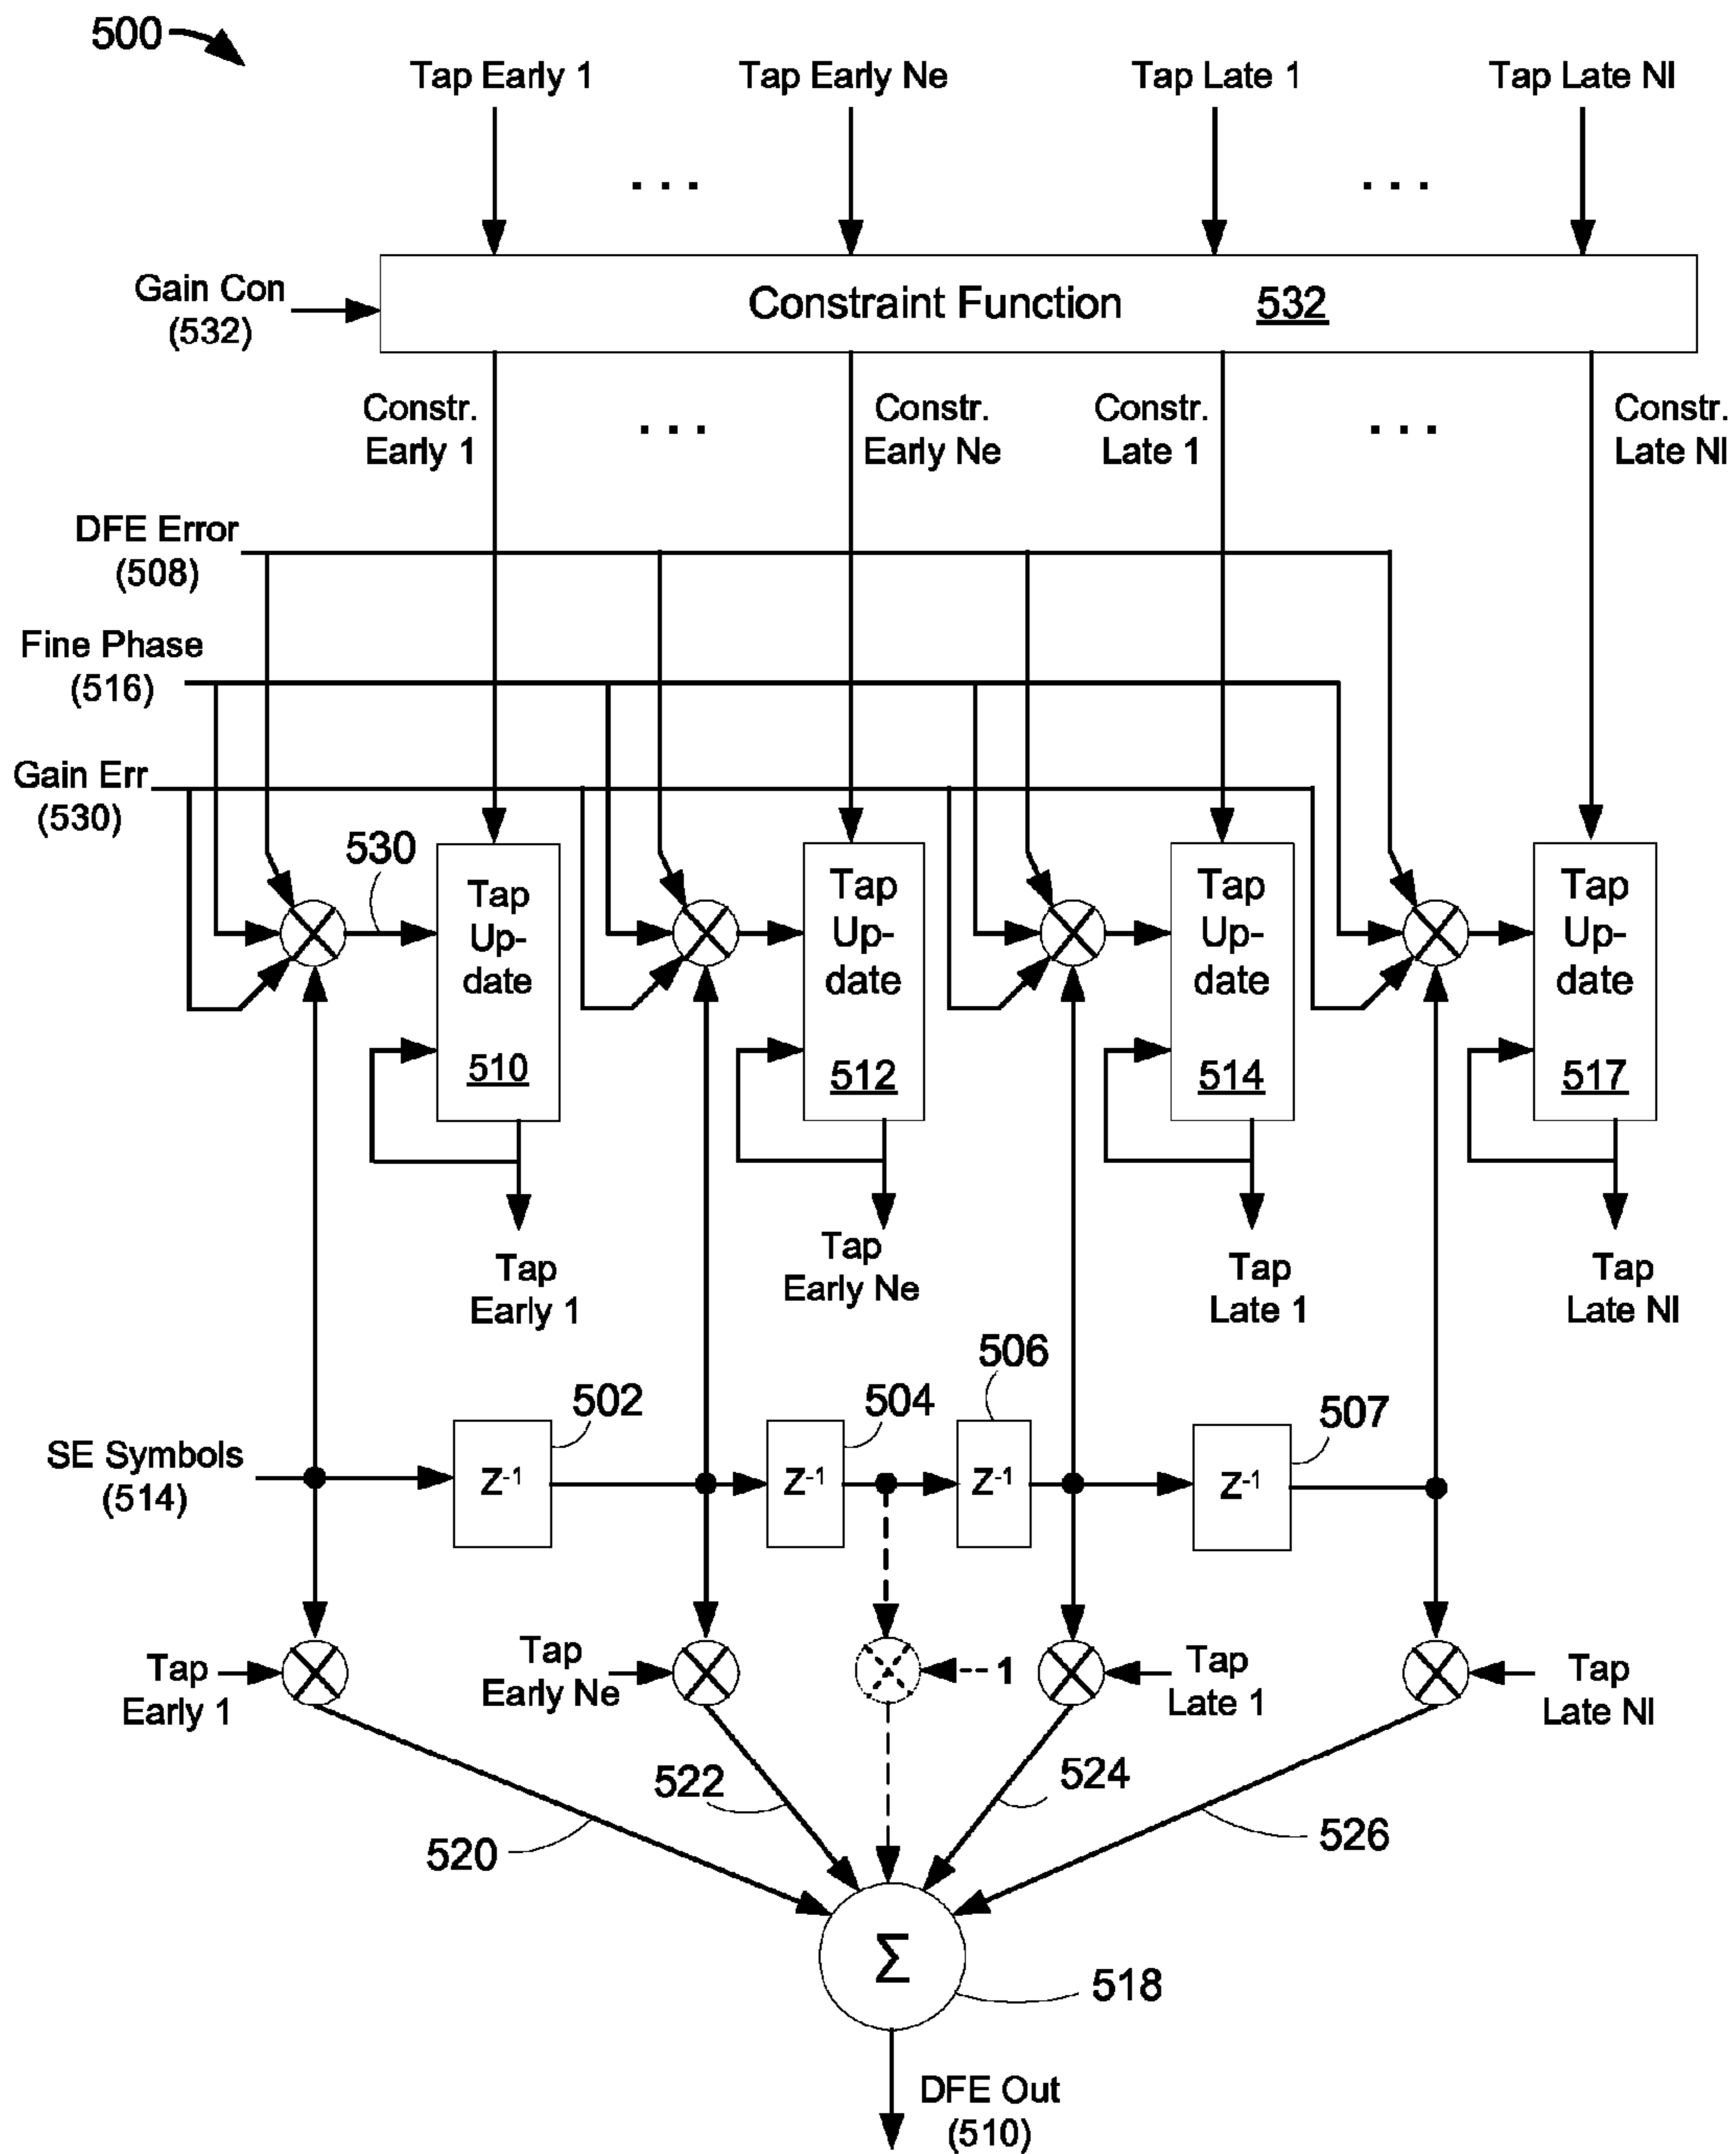 500
Tap Early 1
Tap Early Ne
Tap Late 1
Tap Late Nl
. . .
. . .
Gain Con
(532)
Constraint Function 532
Constr.
Early 1
. . .
Constr.
Early Ne
Constr.
Late 1
. . .
Constr.
Late Nl
DFE Error
(508)
Fine Phase
(516)
Gain Err
(530)
530
Tap
Up-
date
510
Tap
Up-
date
512
Tap
Up-
date
514
Tap
Up-
date
517
Tap
Early 1
Tap
Early Ne
Tap
Late 1
Tap
Late Nl
SE Symbols
(514)
502
504
506
507
Z-1
Z-1
Z-1
Z-1
Tap
Early 1
Tap
Early Ne
1
Tap
Late 1
Tap
Late Nl
520
522
524
526
Σ
518
DFE Out
(510)